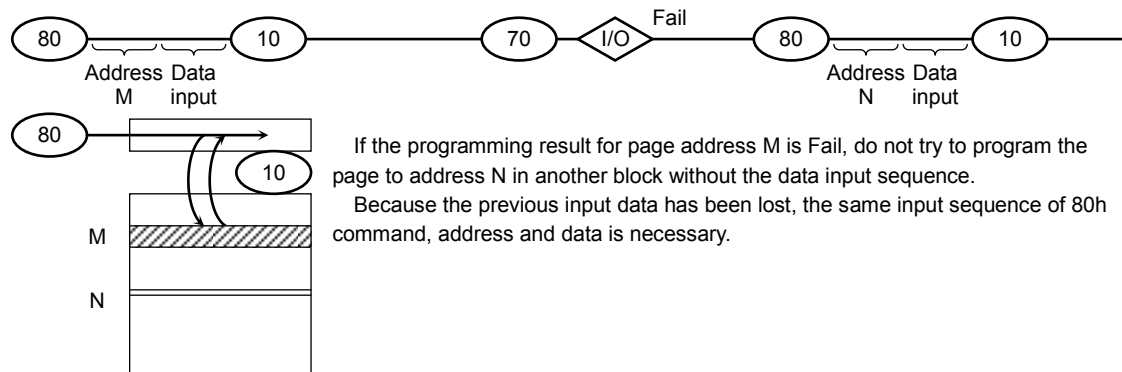 Fail
80 10 70 I/O 80 10
Address Data Address Data
M input N input
80
If the programming result for page address M is Fail, do not try to program the
page to address N in another block without the data input sequence.
10
Because the previous input data has been lost, the same input sequence of 80h
command, address and data is necessary.
M
N